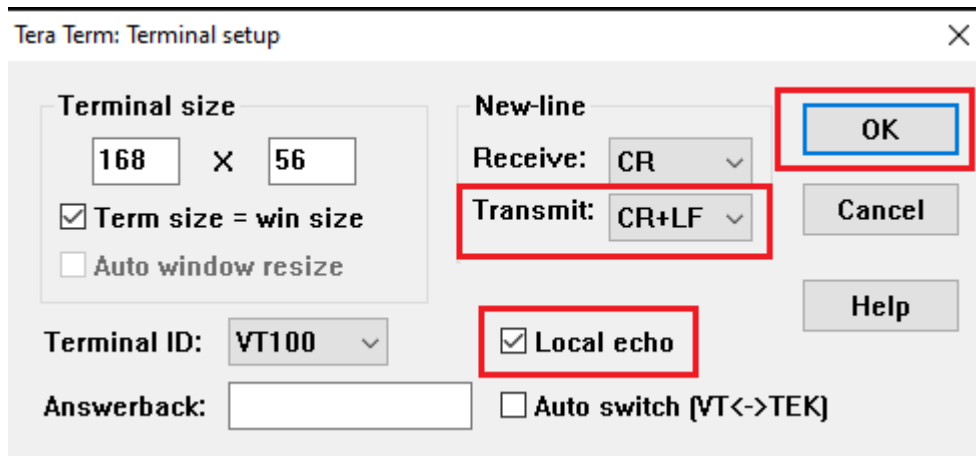 Tera Term: Terminal setup
Terminal size
168 X 56
Term size = win size
Auto window resize
New-line
Receive: CR
Transmit: CR+LF
OK
Cancel
Help
Terminal ID: VT100
Local echo
Answerback:
Auto switch (VT<->TEK)